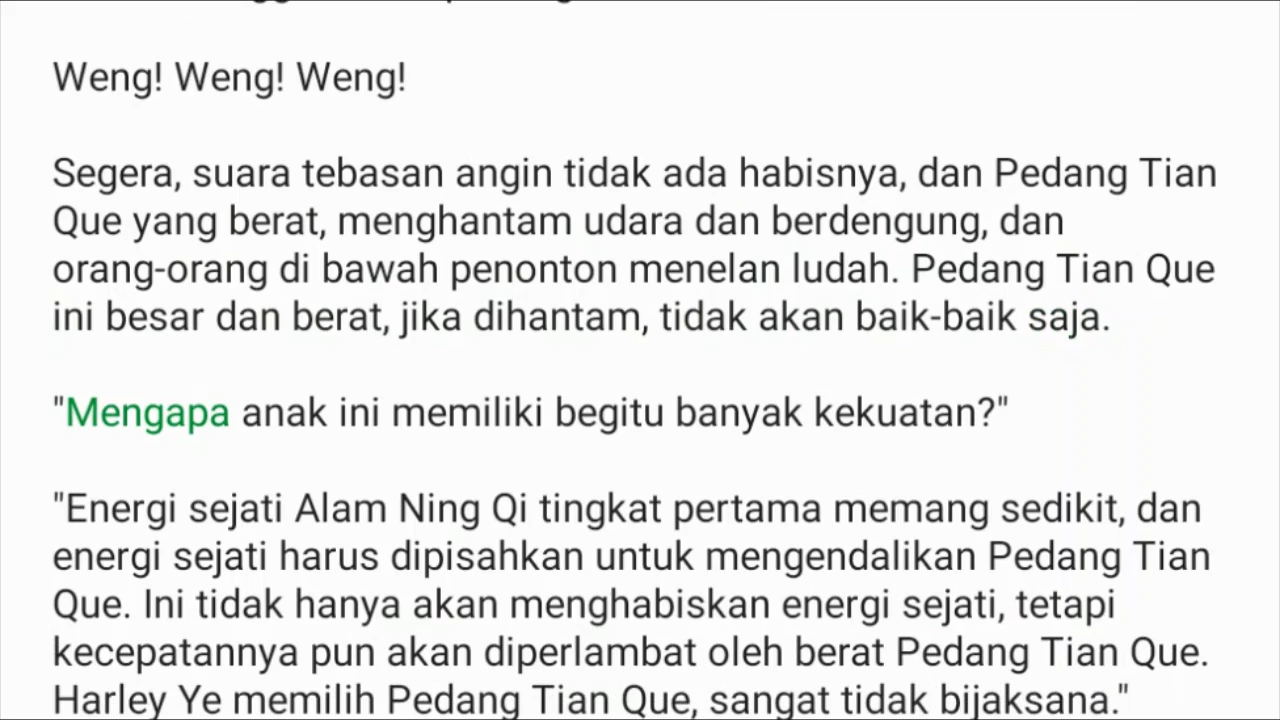 Weng! Weng! Weng!
Segera, suara tebasan angin tidak ada habisnya, dan Pedang Tian
Que yang berat, menghantam udara dan berdengung, dan
orang-orang di bawah penonton menelan ludah. Pedang Tian Que
ini besar dan berat, jika dihantam, tidak akan baik-baik saja.
"Mengapa anak ini memiliki begitu banyak kekuatan?"
"Energi sejati Alam Ning Qi tingkat pertama memang sedikit, dan
energi sejati harus dipisahkan untuk mengendalikan Pedang Tian
Que. Ini tidak hanya akan menghabiskan energi sejati, tetapi
kecepatannya pun akan diperlambat oleh berat Pedang Tian Que.
Harley Ye memilih Pedang Tian Que, sangat tidak bijaksana."